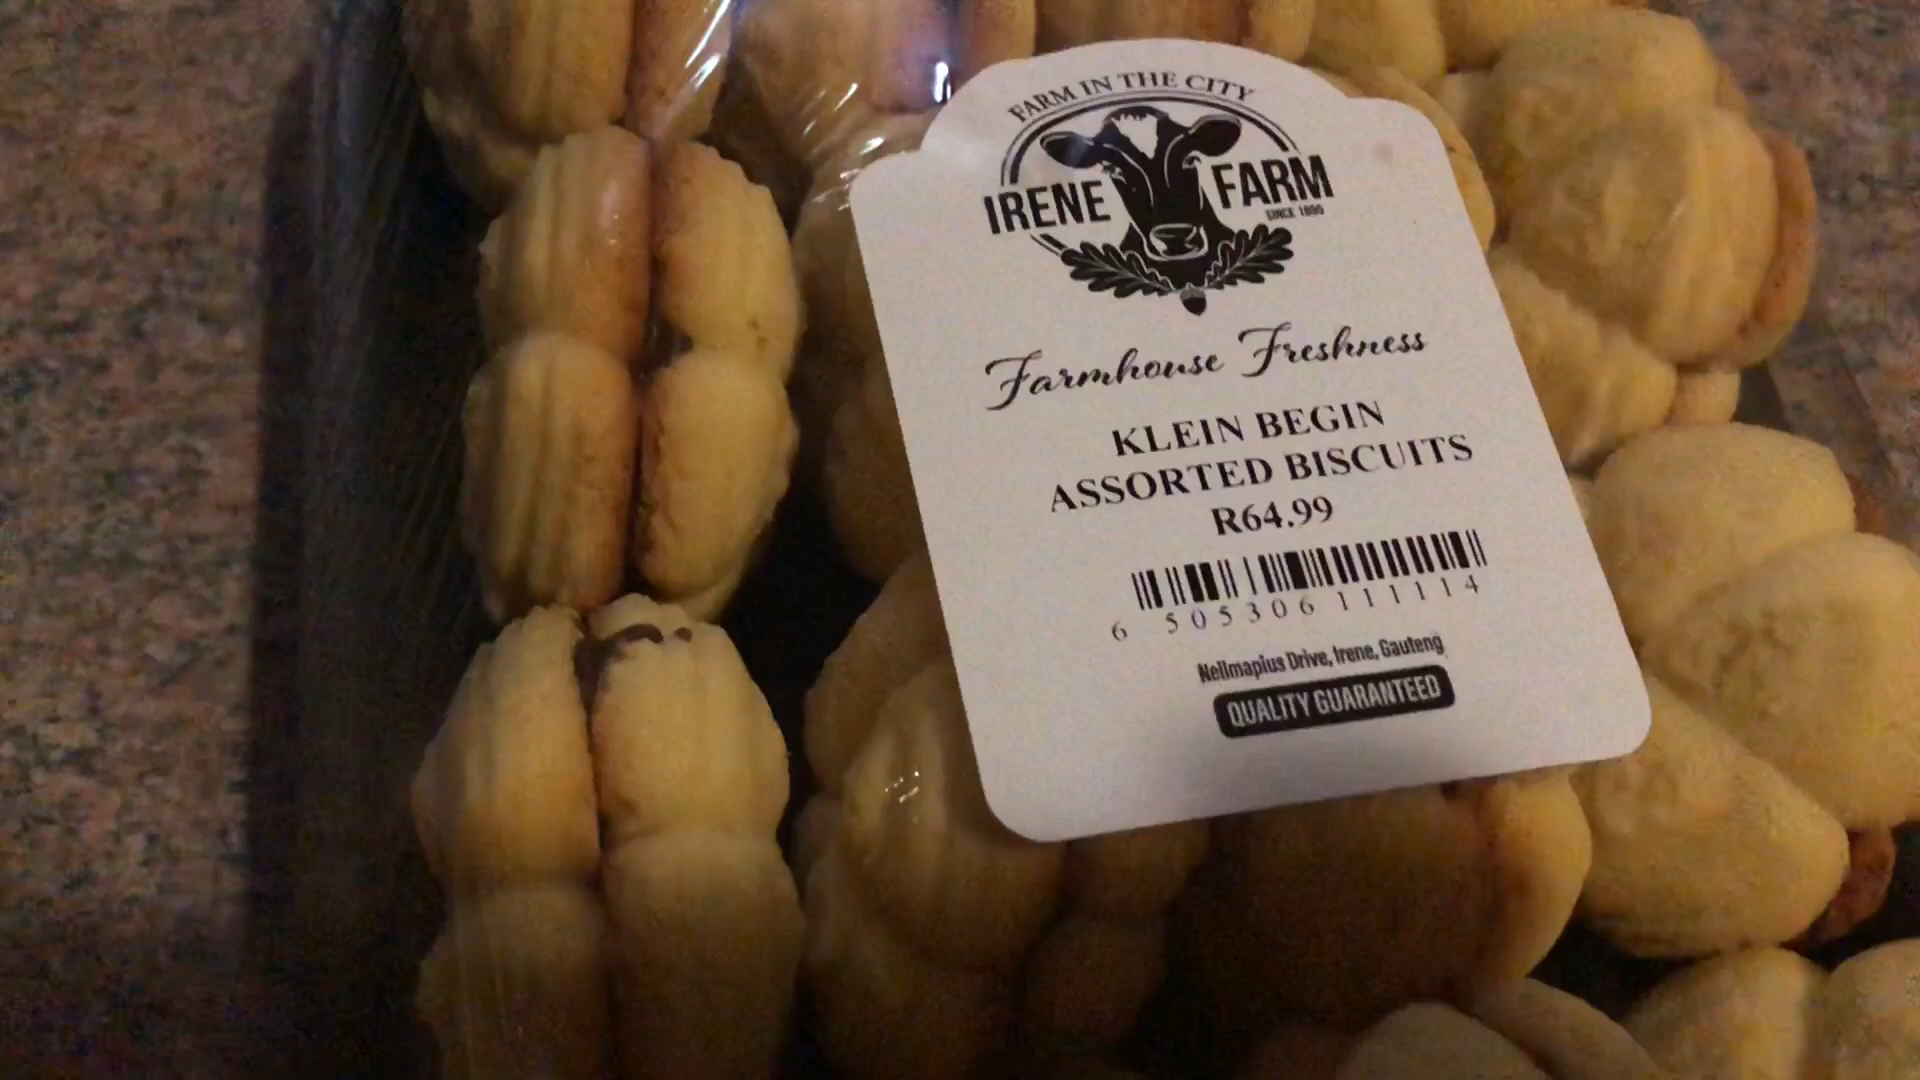 FARM IN THE CITY
IRENE FARM
SINCE 1890
Farmhouse Freshness
KLEIN BEGIN
ASSORTED BISCUITS
R64.99
6 505306 111114
Nellmapius Drive, Irene, Gauteng
QUALITY GUARANTEED